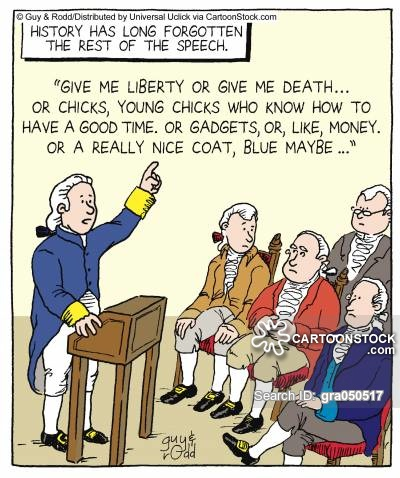 © Guy & Rodd/Distributed by Universal Uclick via CartoonStock.com
HISTORY HAS LONG FORGOTTEN
THE REST OF THE SPEECH.
"GIVE ME LIBERTY OR GIVE ME DEATH...
OR CHICKS, YOUNG CHICKS WHO KNOW HOW TO
HAVE A GOOD TIME. OR GADGETS, OR, LIKE, MONEY.
OR A REALLY NICE COAT, BLUE MAYBE..."
CARTOONSTOCK
.com
Search ID: gra050517
guy &
rodd